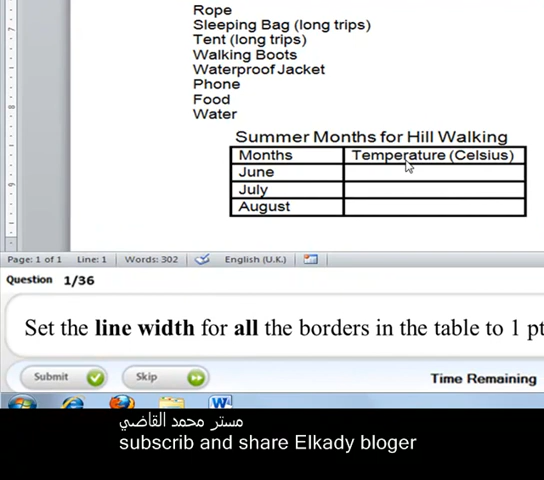 Rope
Sleeping Bag (long trips)
Tent (long trips)
Walking Boots
Waterproof Jacket
Phone
Food
Water
Summer Months for Hill Walking
Months Temperature (Celsius)
June
July
August
Page: 1 of 1 Line: 1 Words: 302 English (U.K.)
Question 1/36
Set the line width for all the borders in the table to 1 pt
Submit Skip Time Remaining
مستر محمد القاضي
subscrib and share Elkady bloger